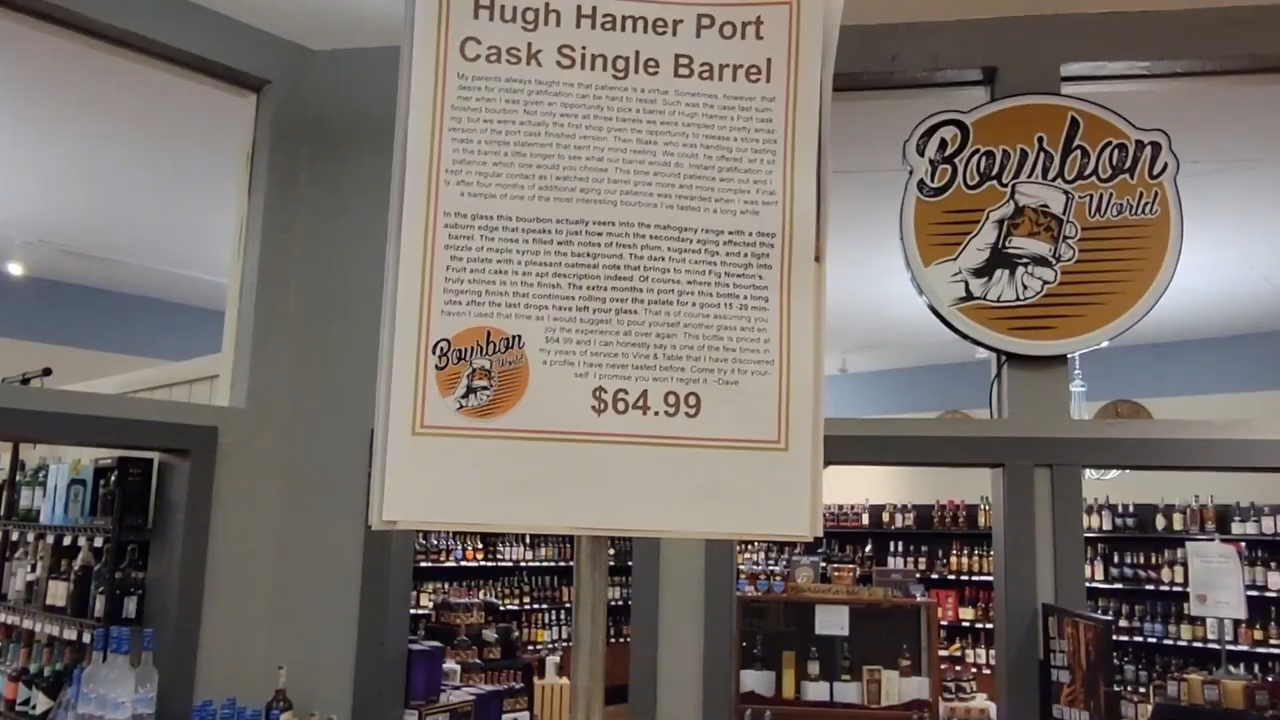 Hugh Hamer Port
Cask Single Barrel
My parents always taught me that patience is a virtue. Sometimes, however, that
desire for instant gratification can be hard to resist. Such was the case last sum-
mer when I was given an opportunity to pick a barrel of Hugh Hamer's Port cask
finished bourbon. Not only were all three barrels we were sampled on pretty amaz-
ing, but we were actually the first shop given the opportunity to release a store pick
version of the port cask finished version. Then Blake, who was handling our tasting
made a simple statement that sent my mind reeling. We could, he offered, let it sit
in the barrel a little longer to see what our barrel would do. Instant gratification or
patience, which one would you choose. This time around patience won out and I
kept in regular contact as I watched our barrel grow more and more complex. Final-
ly, after four months of additional aging our patience was rewarded when I was sent
a sample of one of the most interesting bourbons I've tasted in a long while.
In the glass this bourbon actually veers into the mahogany range with a deep
auburn edge that speaks to just how much the secondary aging affected this
barrel. The nose is filled with notes of fresh plum, sugared figs, and a light
drizzle of maple syrup in the background. The dark fruit carries through into
the palate with a pleasant oatmeal note that brings to mind Fig Newton's.
Fruit and cake is an apt description indeed. Of course, where this bourbon
truly shines is in the finish. The extra months in port give this bottle a long
lingering finish that continues rolling over the palate for a good 15 -20 min-
utes after the last drops have left your glass. That is of course assuming you
haven't used that time as I would suggest, to pour yourself another glass and en-
joy the experience all over again. This bottle is priced at
$64.99 and I can honestly say is one of the few times in
my years of service to Vine & Table that I have discovered
a profile I have never tasted before. Come try it for your-
self. I promise you won't regret it. ~Dave
Bourbon
World
$64.99
Bourbon
World